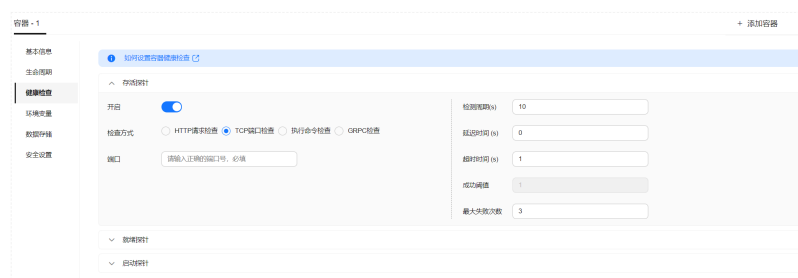 容器 - 1
+ 添加容器
基本信息
生命周期
健康检查
环境变量
数据存储
安全设置
如何设置容器健康检查
存活探针
开启
检查方式 HTTP请求检查 TCP端口检查 执行命令检查 GRPC检查
端口 请输入正确的端口号，必填
检测周期(s) 10
延迟时间 (s) 0
超时时间 (s) 1
成功阈值 1
最大失败次数 3
就绪探针
启动探针